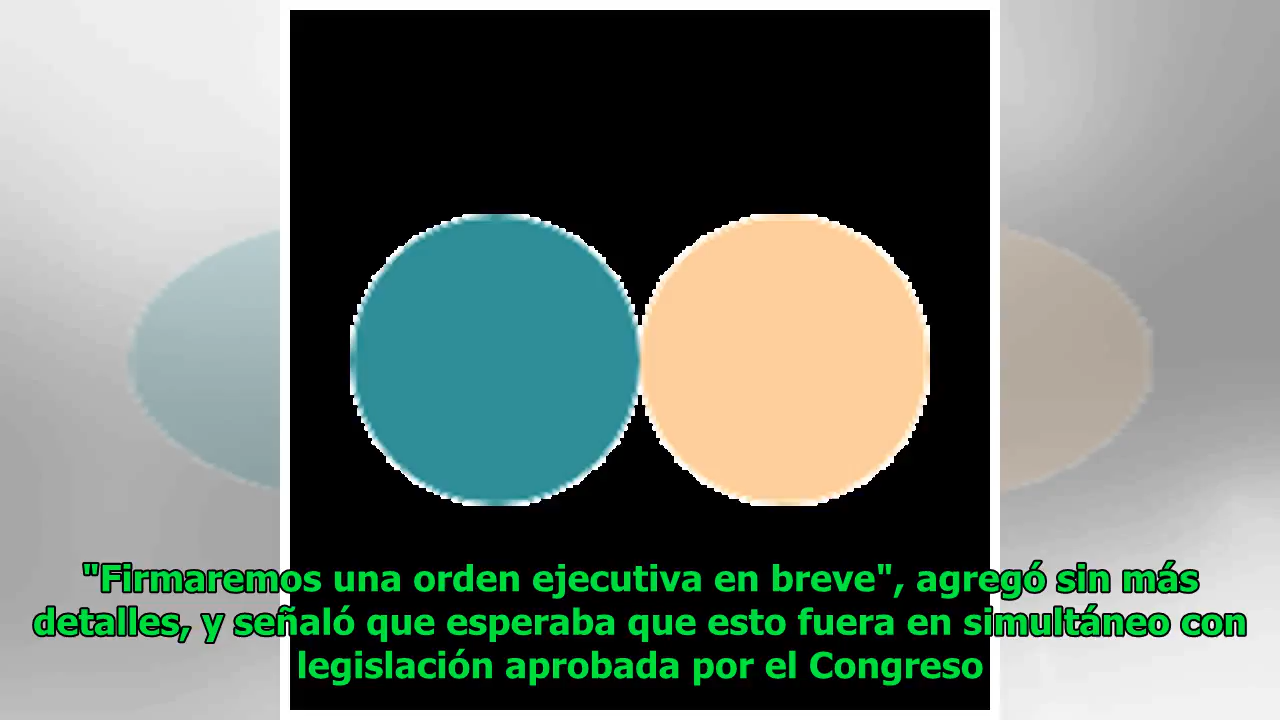 "Firmaremos una orden ejecutiva en breve", agregó sin más
detalles, y señaló que esperaba que esto fuera en simultáneo con
legislación aprobada por el Congreso